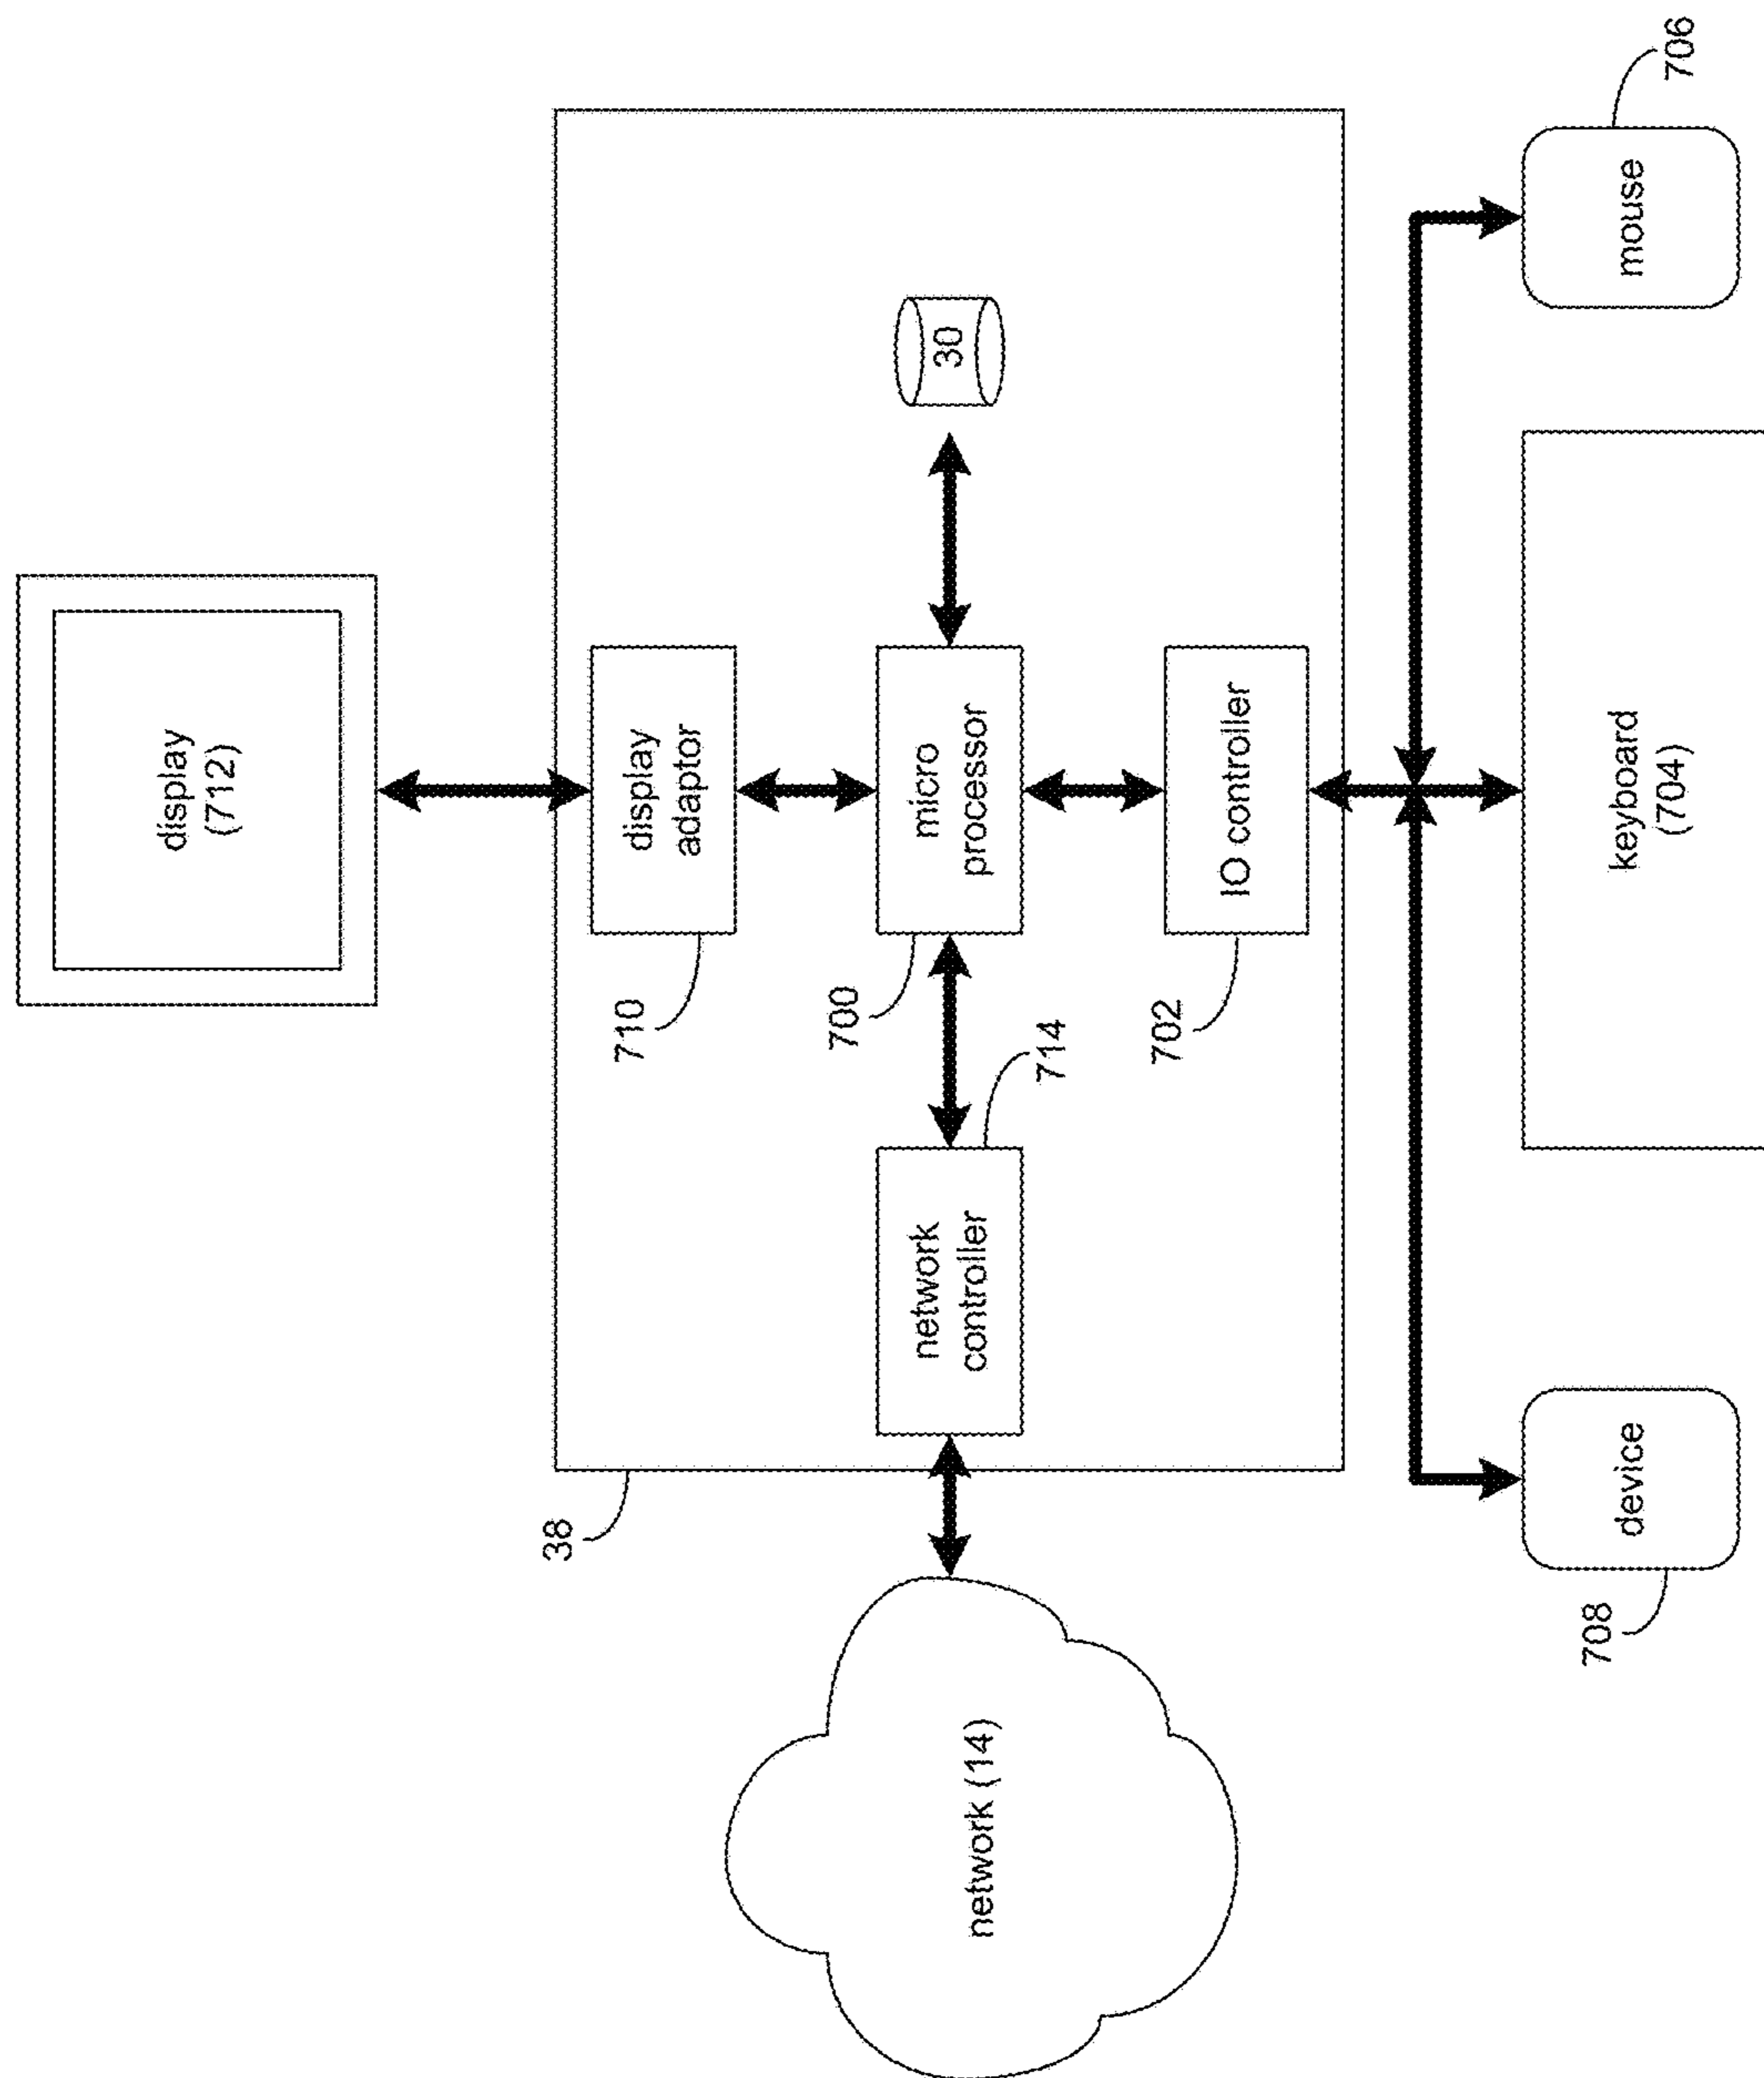 display
(712)
38
710
display
adaptor
network (14)
network
controller
714
700
micro
processor
30
702
IO controller
708
device
keyboard
(704)
mouse
706